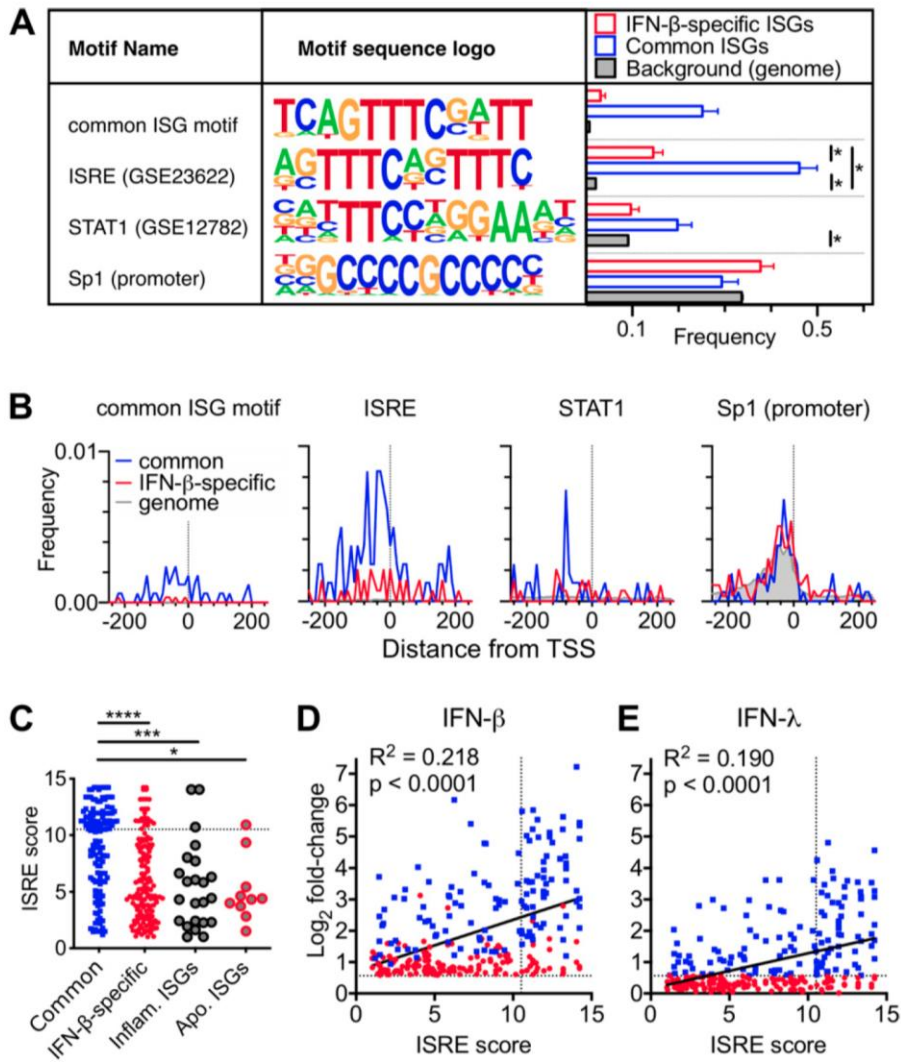 A
Motif Name
Motif sequence logo
IFN-β-specific ISGs
Common ISGs
Background (genome)
common ISG motif
TCAGTTTCGATT
ISRE (GSE23622)
AGTTTCAGTTTC
STAT1 (GSE12782)
Sp1 (promoter)
*
*
*
*
0.1
0.5
Frequency
B
common ISG motif
ISRE
STAT1
Sp1 (promoter)
0.01
0.00
Frequency
common
IFN-β-specific
genome
-200 0 200
-200 0 200
-200 0 200
-200 0 200
Distance from TSS
C
****
***
*
15
10
5
0
ISRE score
Common
IFN-β-specific
Inflam. ISGs
Apo. ISGs
D
IFN-β
R² = 0.218
p < 0.0001
7
6
5
4
3
2
1
0
Log₂ fold-change
0 5 10 15
ISRE score
E
IFN-λ
R² = 0.190
p < 0.0001
7
6
5
4
3
2
1
0
0 5 10 15
ISRE score